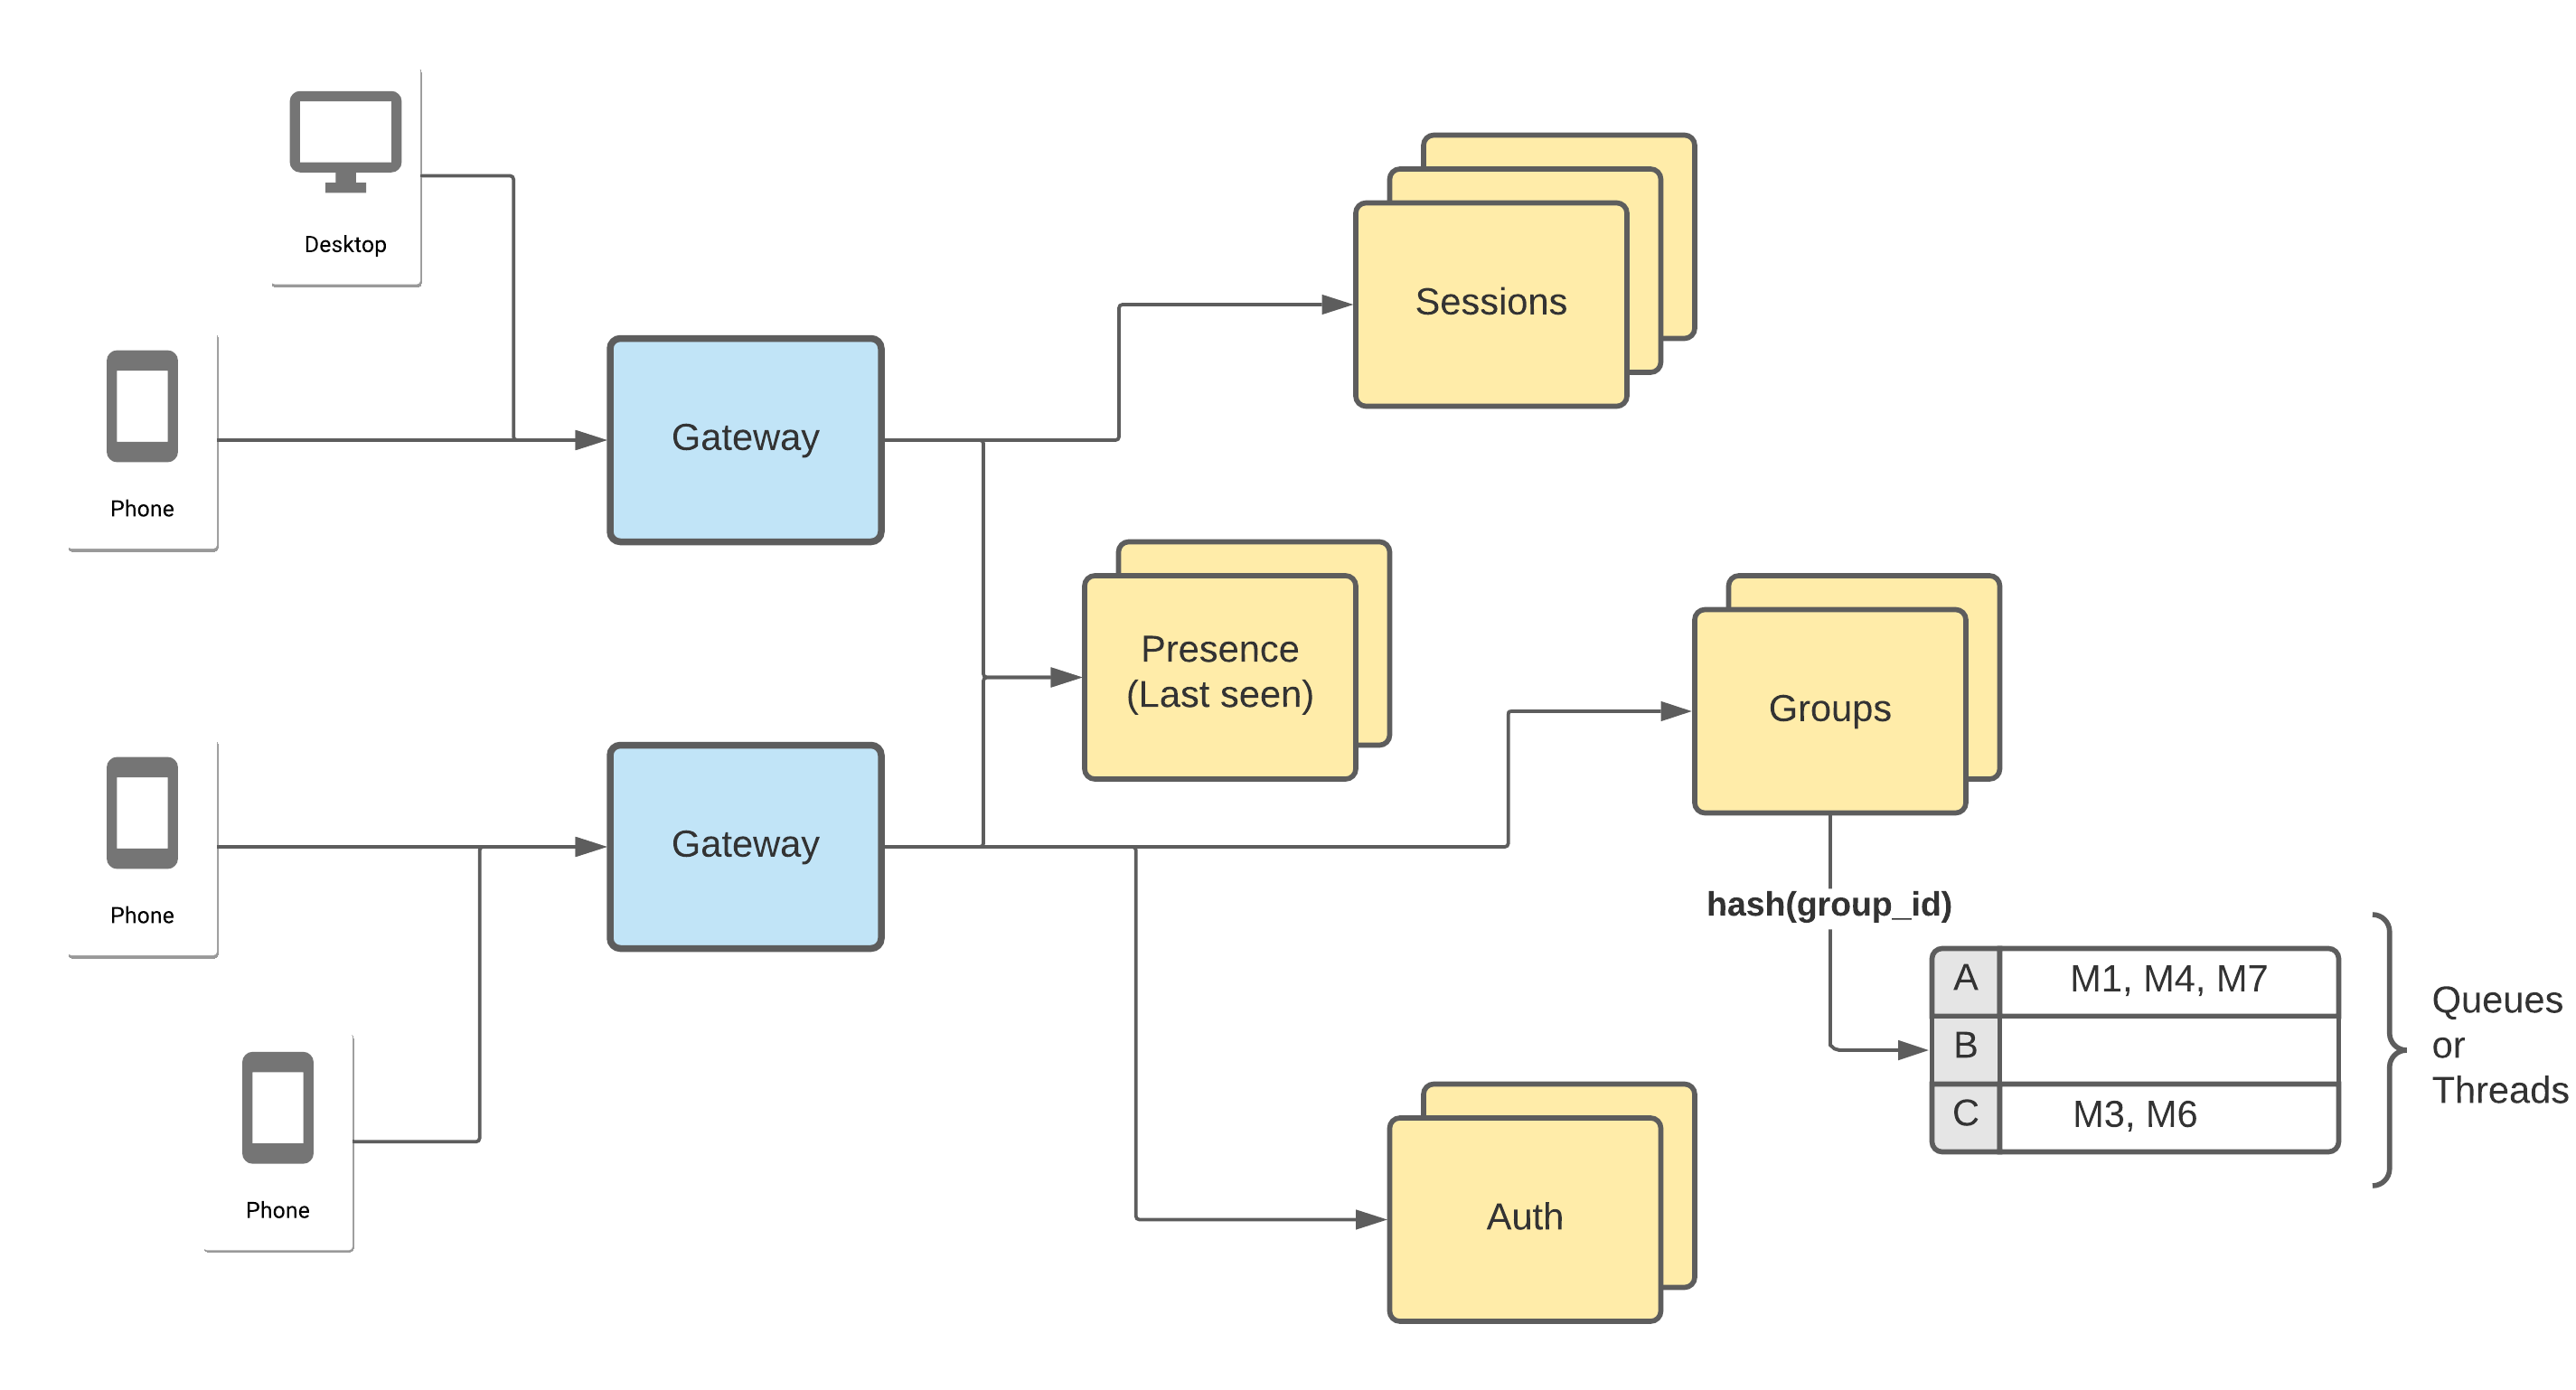 Desktop
Sessions
Gateway
Phone
Presence
(Last seen)
Groups
Gateway
Phone
hash(group_id)
A M1, M4, M7
B
C M3, M6
Queues
or
Threads
Phone
Auth